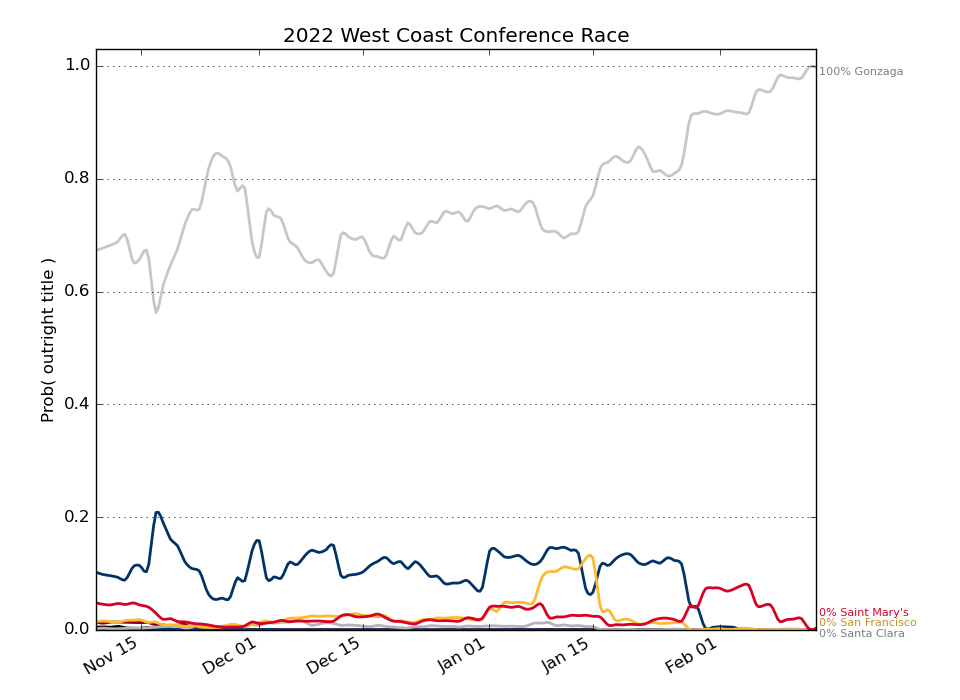 2022 West Coast Conference Race
Prob( outright title )
1.0
0.8
0.6
0.4
0.2
0.0
100% Gonzaga
0% Saint Mary's
0% San Francisco
0% Santa Clara
Nov 15
Dec 01
Dec 15
Jan 01
Jan 15
Feb 01